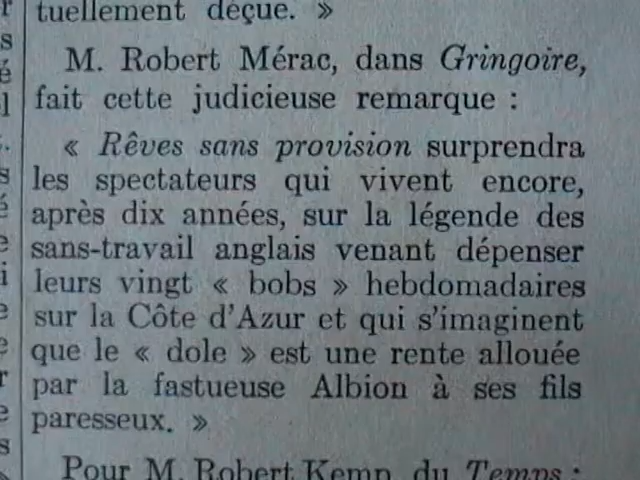 tuellement déçue. »
M. Robert Mérac, dans Gringoire,
fait cette judicieuse remarque :
« Rêves sans provision surprendra
les spectateurs qui vivent encore,
après dix années, sur la légende des
sans-travail anglais venant dépenser
leurs vingt « bobs » hebdomadaires
sur la Côte d'Azur et qui s'imaginent
que le « dole » est une rente allouée
par la fastueuse Albion à ses fils
paresseux. »
Pour M. Robert Kemp, du Temps :